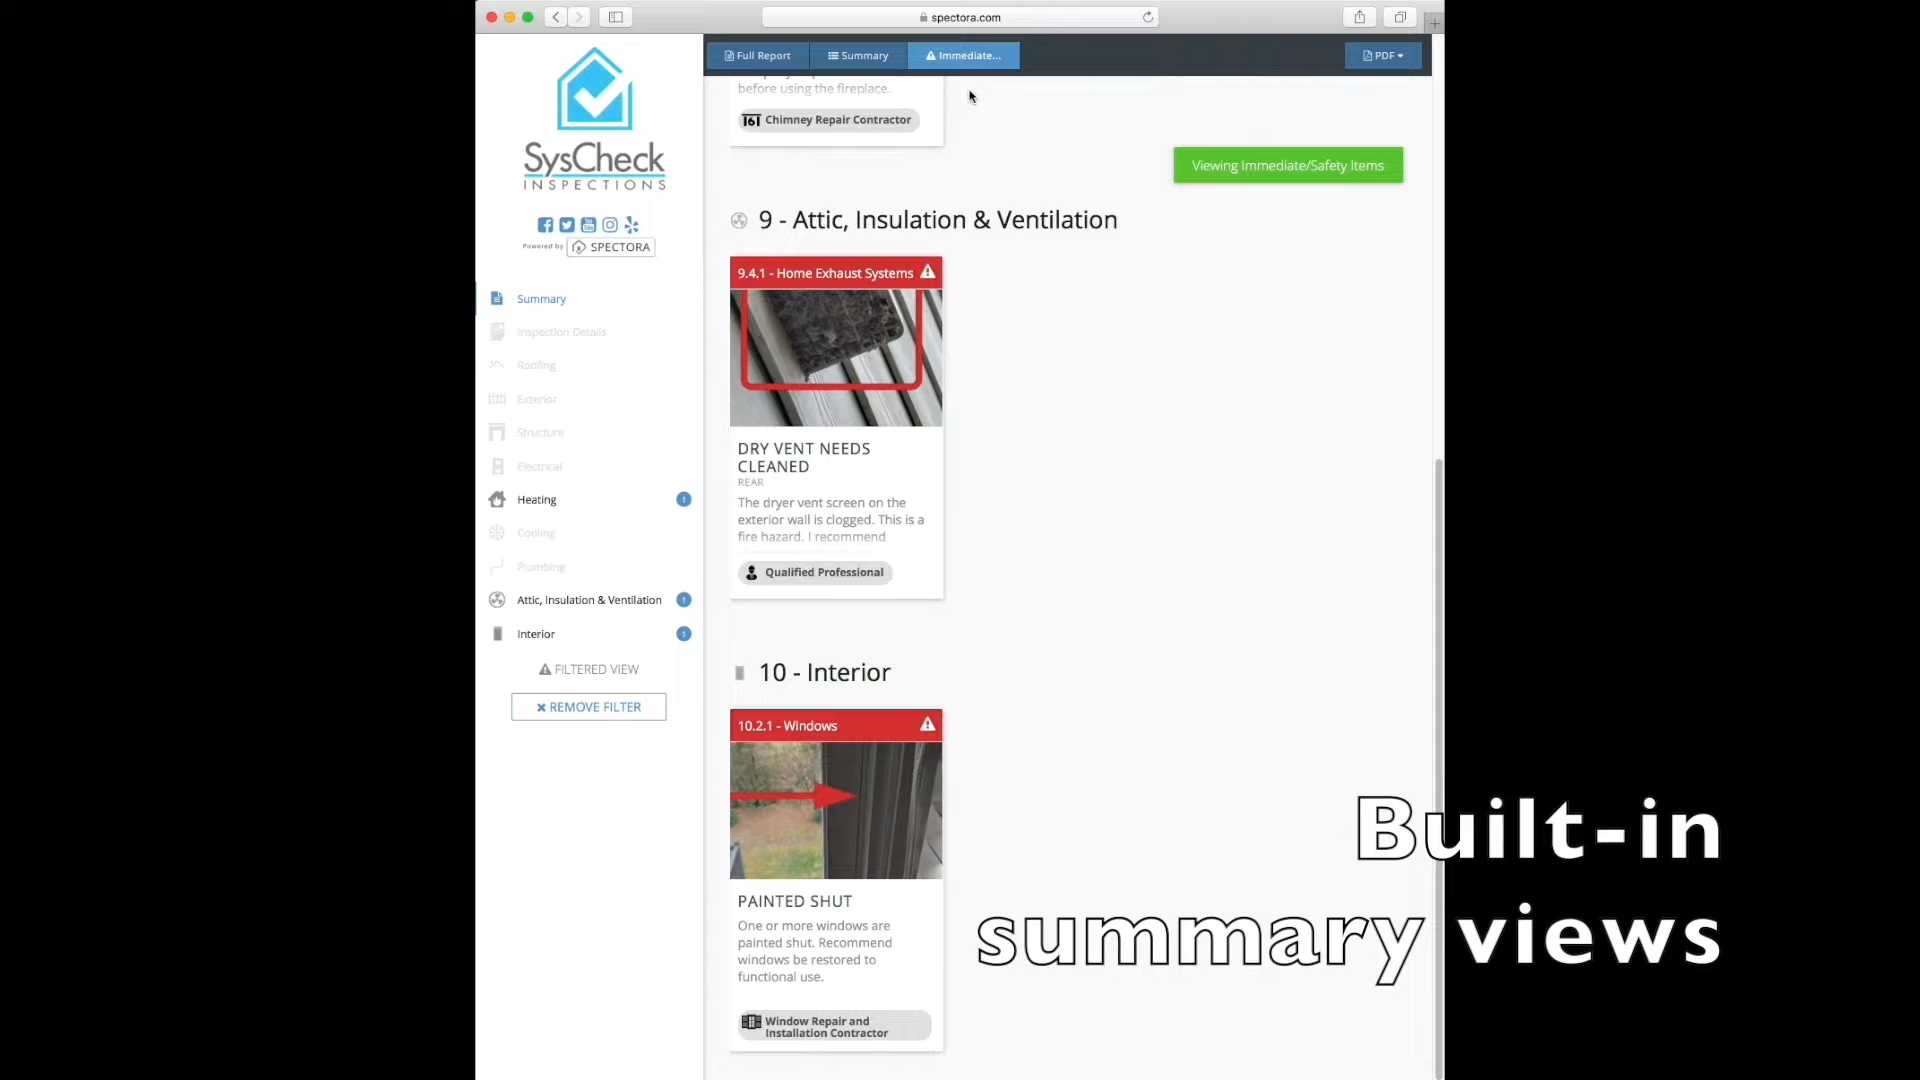 spectora.com
Full Report
Summary
Immediate...
PDF
before using the fireplace.
Chimney Repair Contractor
Viewing Immediate/Safety Items
SysCheck
INSPECTIONS
Powered by SPECTORA
Summary
Inspection Details
Roofing
Exterior
Structure
Electrical
Heating 1
Cooling
Plumbing
Attic, Insulation & Ventilation 1
Interior 1
FILTERED VIEW
REMOVE FILTER
9 - Attic, Insulation & Ventilation
9.4.1 - Home Exhaust Systems
DRY VENT NEEDS
CLEANED
REAR
The dryer vent screen on the
exterior wall is clogged. This is a
fire hazard. I recommend
Qualified Professional
10 - Interior
10.2.1 - Windows
PAINTED SHUT
One or more windows are
painted shut. Recommend
windows be restored to
functional use.
Window Repair and
Installation Contractor
Built-in
summary views